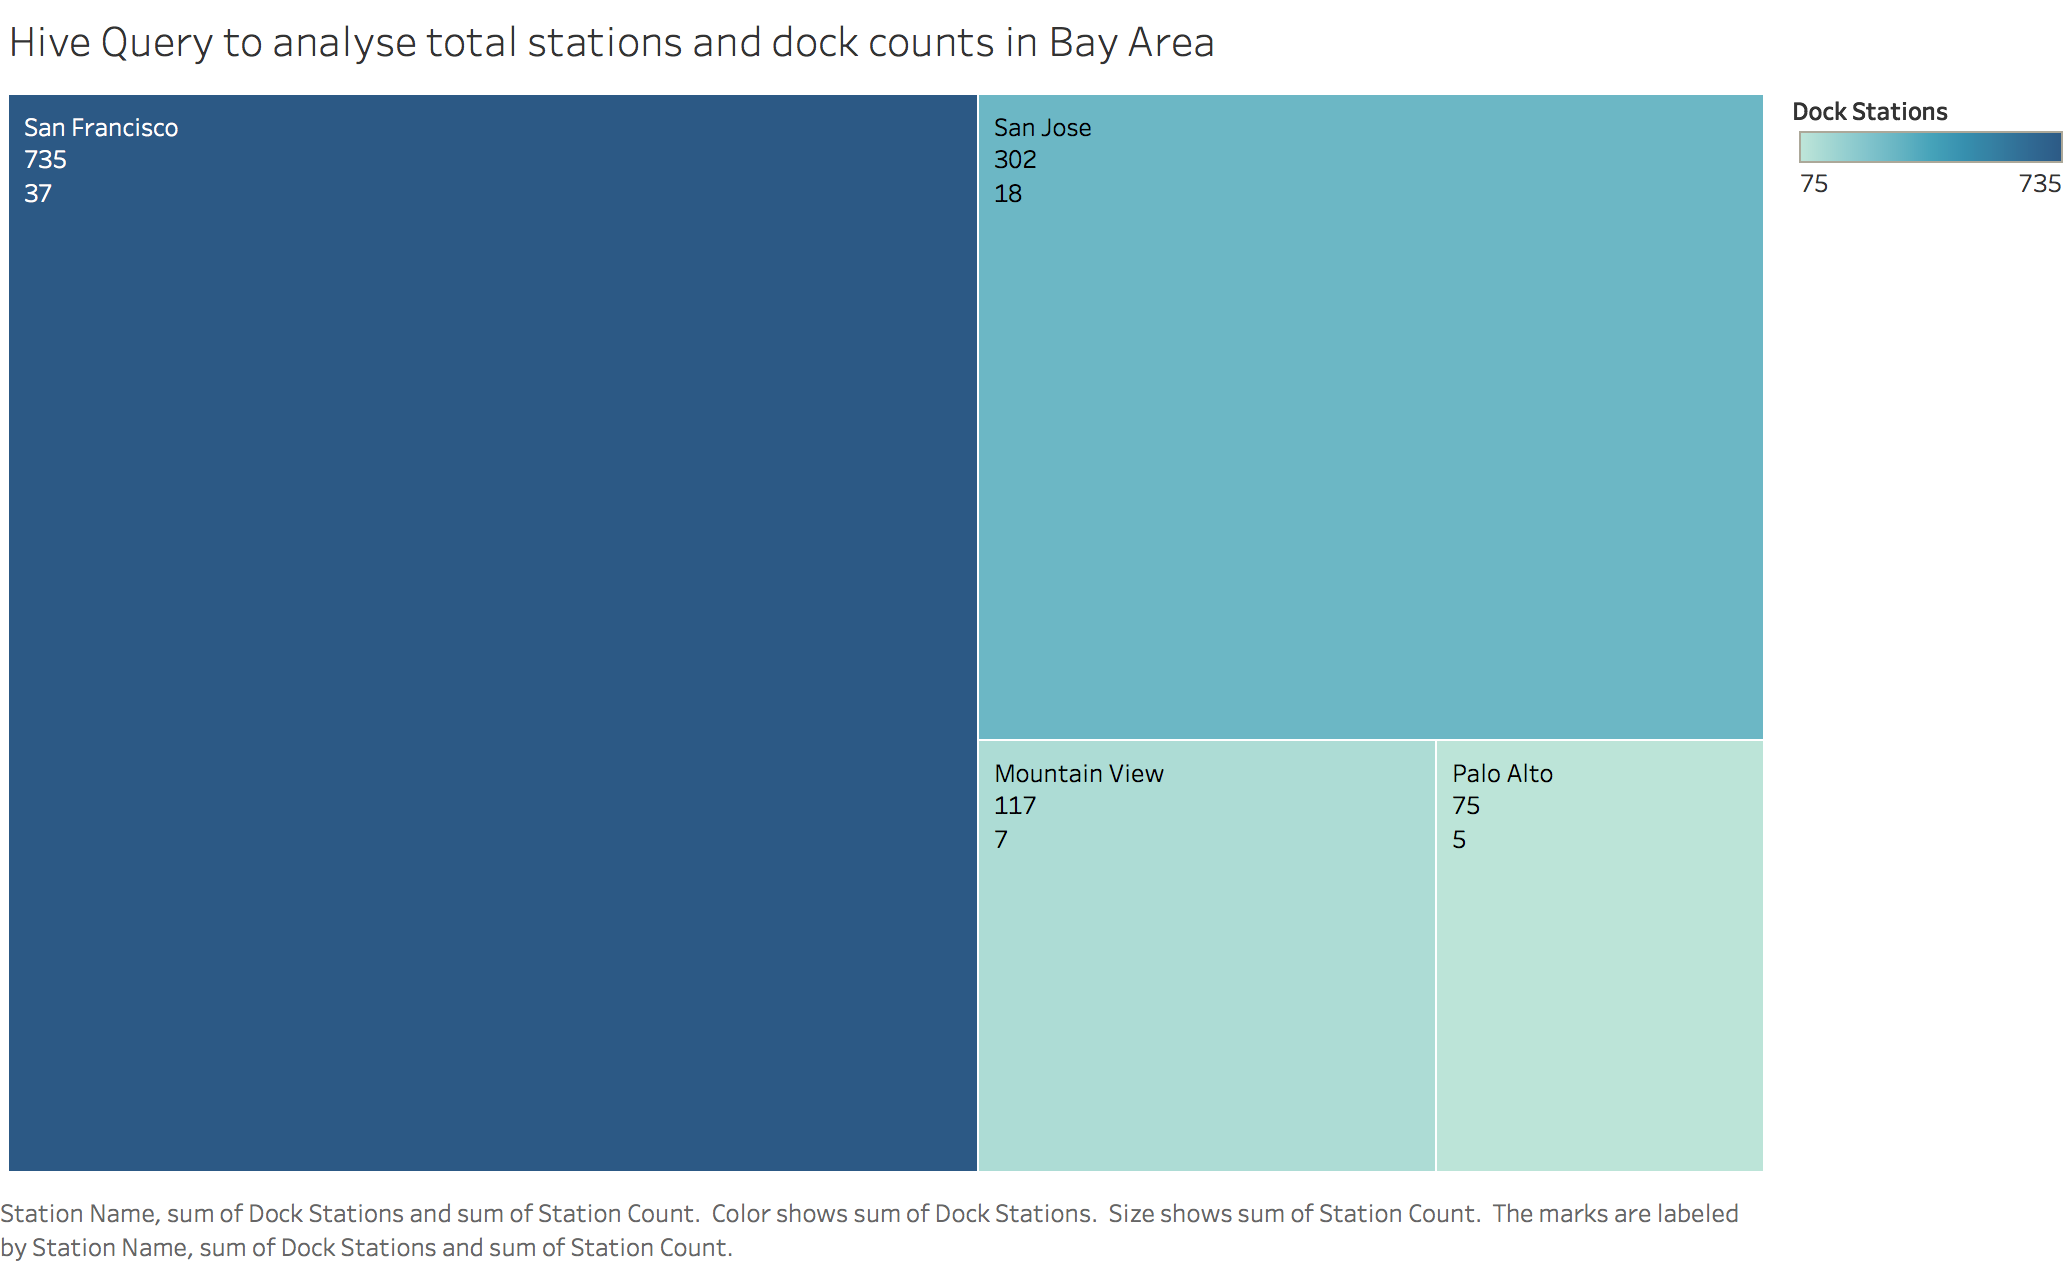 Hive Query to analyse total stations and dock counts in Bay Area
San Francisco
735
37
San Jose
302
18
Mountain View
117
7
Palo Alto
75
5
Dock Stations
75 735
Station Name, sum of Dock Stations and sum of Station Count.  Color shows sum of Dock Stations.  Size shows sum of Station Count.  The marks are labeled
by Station Name, sum of Dock Stations and sum of Station Count.